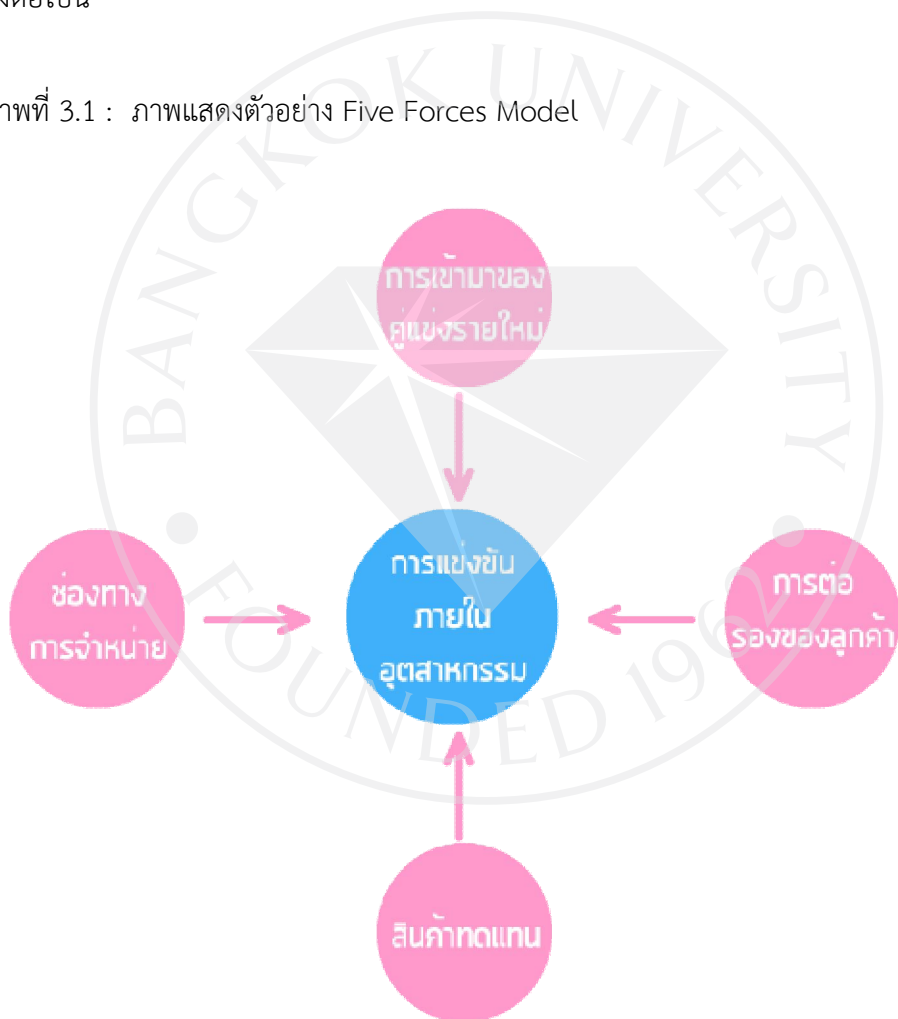 ภาพที่ 3.1 : ภาพแสดงตัวอย่าง Five Forces Model
การเข้ามาของ
คู่แข่งรายใหม่
ช่องทาง
การจำหน่าย
การแข่งขัน
ภายใน
อุตสาหกรรม
การต่อ
รองของลูกค้า
สินค้าทดแทน
BANGKOK UNIVERSITY
FOUNDED 1962